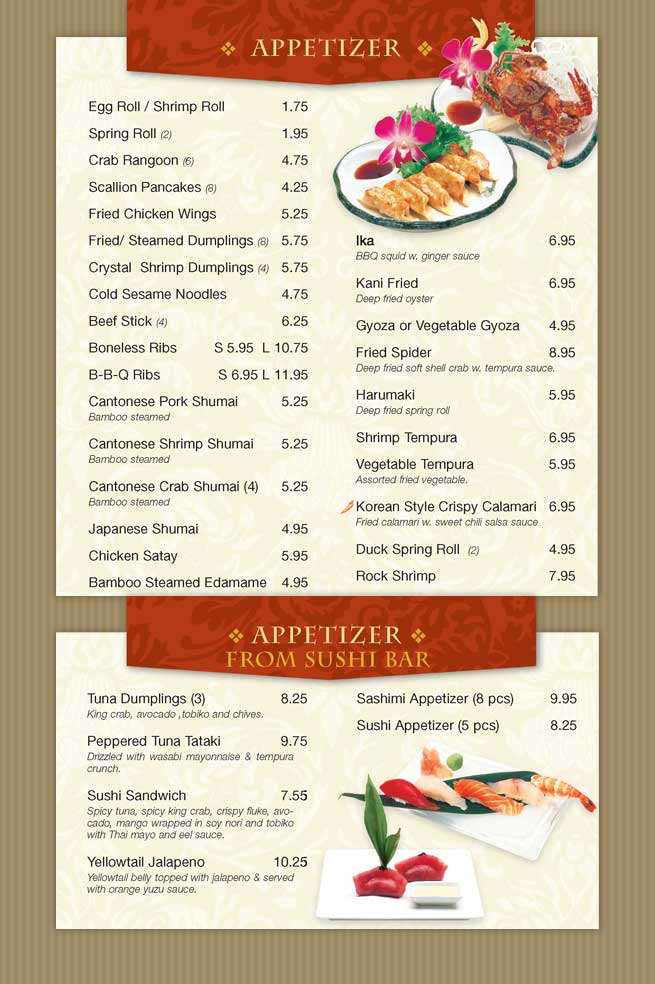 APPETIZER
Egg Roll / Shrimp Roll 1.75
Spring Roll (2) 1.95
Crab Rangoon (6) 4.75
Scallion Pancakes (8) 4.25
Fried Chicken Wings 5.25
Fried/ Steamed Dumplings (8) 5.75
Crystal Shrimp Dumplings (4) 5.75
Cold Sesame Noodles 4.75
Beef Stick (4) 6.25
Boneless Ribs S 5.95 L 10.75
B-B-Q Ribs S 6.95 L 11.95
Cantonese Pork Shumai 5.25
Bamboo steamed
Cantonese Shrimp Shumai 5.25
Bamboo steamed
Cantonese Crab Shumai (4) 5.25
Bamboo steamed
Japanese Shumai 4.95
Chicken Satay 5.95
Bamboo Steamed Edamame 4.95
Ika 6.95
BBQ squid w. ginger sauce
Kani Fried 6.95
Deep fried oyster
Gyoza or Vegetable Gyoza 4.95
Fried Spider 8.95
Deep fried soft shell crab w. tempura sauce.
Harumaki 5.95
Deep fried spring roll
Shrimp Tempura 6.95
Vegetable Tempura 5.95
Assorted fried vegetable.
Korean Style Crispy Calamari 6.95
Fried calamari w. sweet chili salsa sauce
Duck Spring Roll (2) 4.95
Rock Shrimp 7.95
APPETIZER
FROM SUSHI BAR
Tuna Dumplings (3) 8.25
King crab, avocado ,tobiko and chives.
Peppered Tuna Tataki 9.75
Drizzled with wasabi mayonnaise & tempura
crunch.
Sushi Sandwich 7.55
Spicy tuna, spicy king crab, crispy fluke, avo-
cado, mango wrapped in soy nori and tobiko
with Thai mayo and eel sauce.
Yellowtail Jalapeno 10.25
Yellowtail belly topped with jalapeno & served
with orange yuzu sauce.
Sashimi Appetizer (8 pcs) 9.95
Sushi Appetizer (5 pcs) 8.25